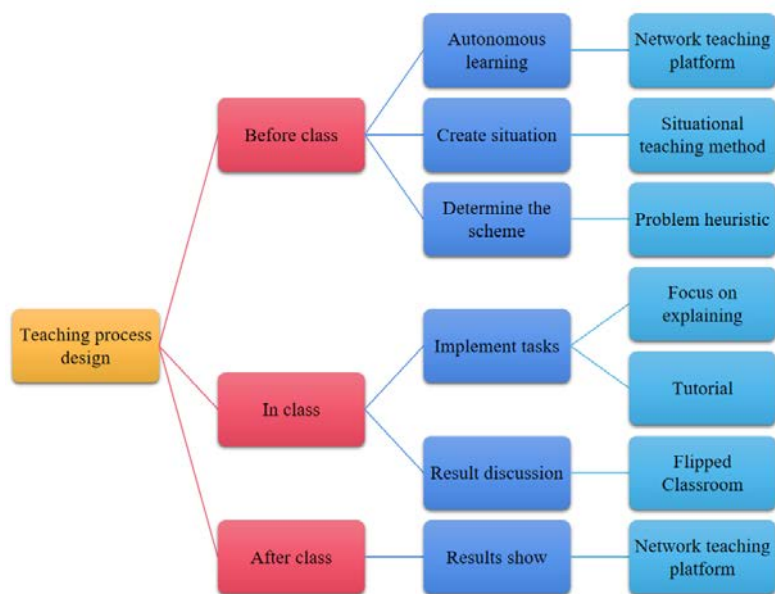 Autonomous
learning
Network teaching
platform
Before class
Create situation
Situational
teaching method
Determine the
scheme
Problem heuristic
Teaching process
design
Implement tasks
Focus on
explaining
Tutorial
In class
Result discussion
Flipped
Classroom
After class
Results show
Network teaching
platform